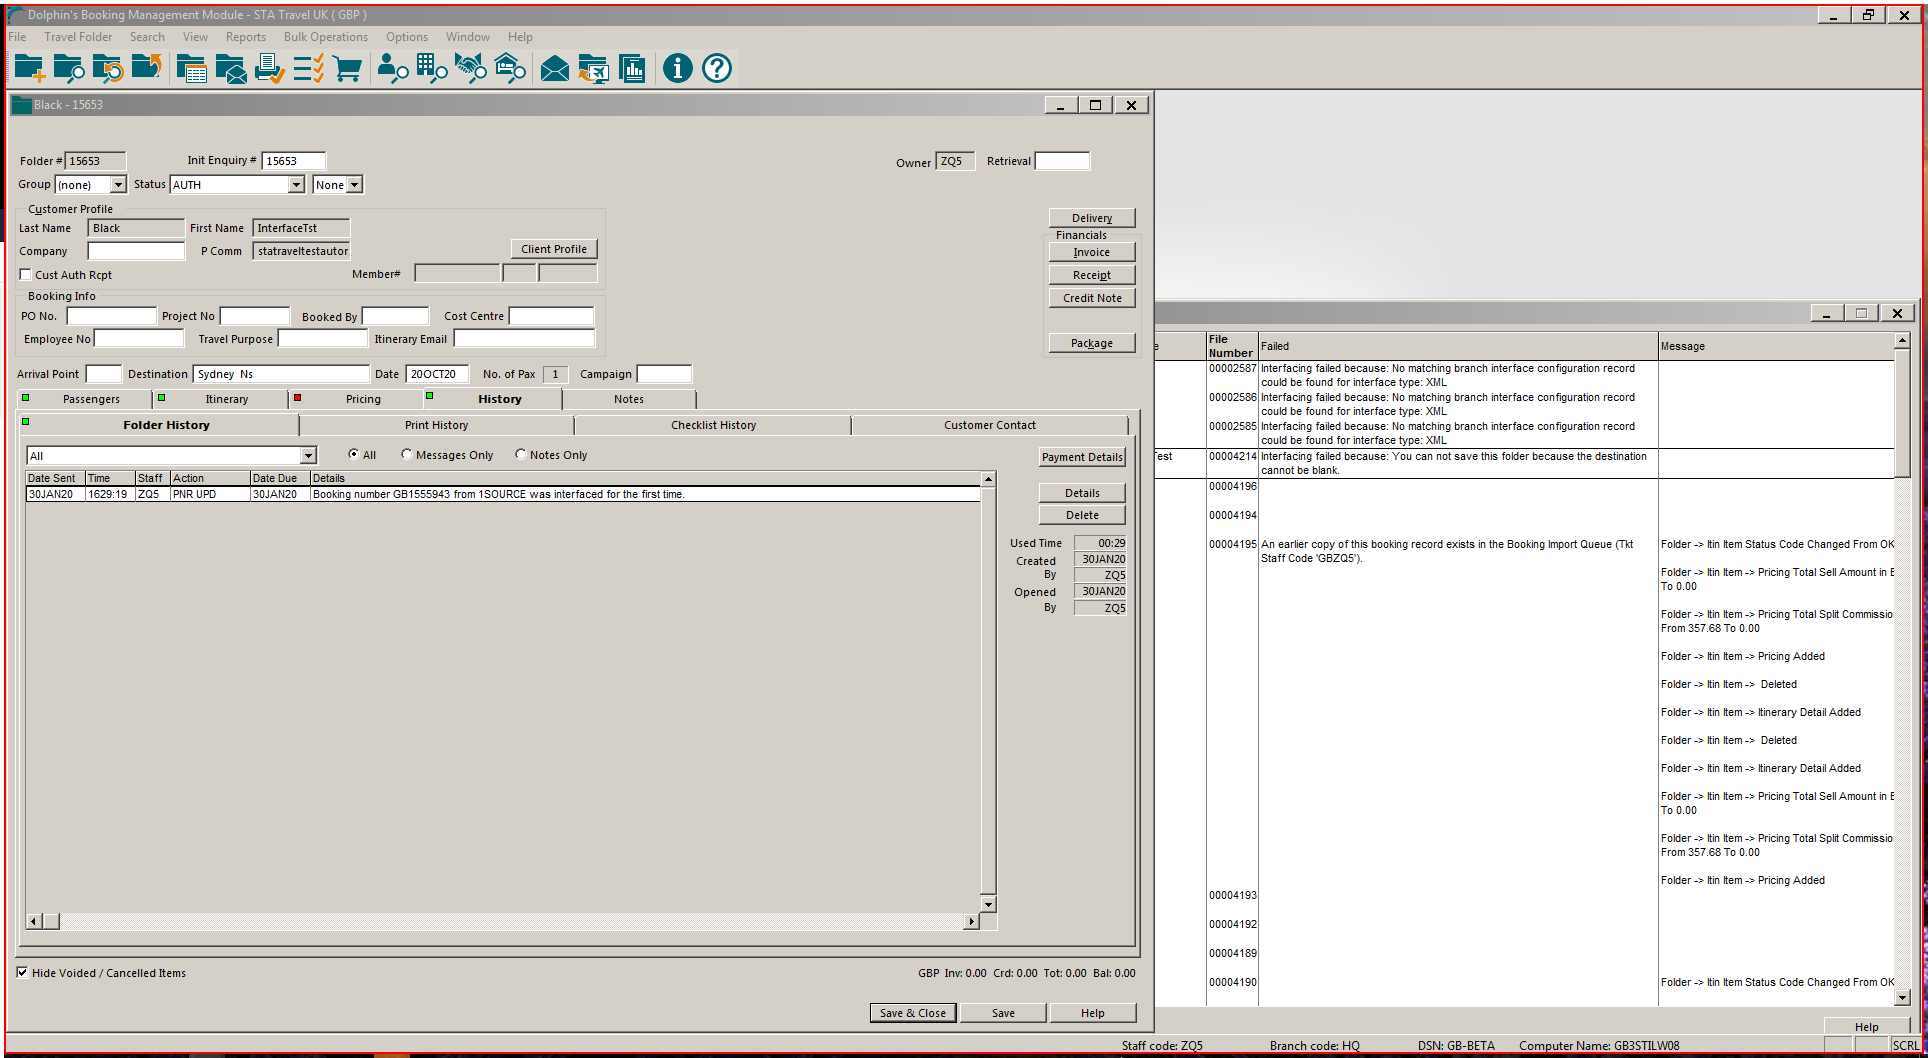 Dolphin's Booking Management Module - STA Travel UK ( GBP )
File Travel Folder Search View Reports Bulk Operations Options Window Help
Black - 15653
Folder # 15653 Init Enquiry # 15653 Owner ZQ5 Retrieval
Group (none) Status AUTH None
Customer Profile
Last Name Black First Name InterfaceTst
Company P Comm statraveltestautor Client Profile
Cust Auth Rcpt Member#
Booking Info
PO No. Project No Booked By Cost Centre
Employee No Travel Purpose Itinerary Email
Delivery
Financials
Invoice
Receipt
Credit Note
Package
Arrival Point Destination Sydney Ns Date 20OCT20 No. of Pax 1 Campaign
Passengers Itinerary Pricing History Notes
Folder History Print History Checklist History Customer Contact
All All Messages Only Notes Only Payment Details
Date Sent Time Staff Action Date Due Details
30JAN20 1629:19 ZQ5 PNR UPD 30JAN20 Booking number GB1555943 from 1SOURCE was interfaced for the first time.
Details
Delete
Used Time 00:29
Created 30JAN20
By ZQ5
Opened 30JAN20
By ZQ5
Hide Voided / Cancelled Items GBP Inv: 0.00 Crd: 0.00 Tot: 0.00 Bal: 0.00
Save & Close Save Help
File Number Failed Message
00002587 Interfacing failed because: No matching branch interface configuration record
could be found for interface type: XML
00002586 Interfacing failed because: No matching branch interface configuration record
could be found for interface type: XML
00002585 Interfacing failed because: No matching branch interface configuration record
could be found for interface type: XML
00004214 Interfacing failed because: You can not save this folder because the destination
cannot be blank.
00004196
00004194
00004195 An earlier copy of this booking record exists in the Booking Import Queue (Tkt
Staff Code 'GBZQ5').
Folder -> Itin Item Status Code Changed From OK
Folder -> Itin Item -> Pricing Total Sell Amount in
To 0.00
Folder -> Itin Item -> Pricing Total Split Commissio
From 357.68 To 0.00
Folder -> Itin Item -> Pricing Added
Folder -> Itin Item -> Deleted
Folder -> Itin Item -> Itinerary Detail Added
Folder -> Itin Item -> Deleted
Folder -> Itin Item -> Itinerary Detail Added
Folder -> Itin Item -> Pricing Total Sell Amount in
To 0.00
Folder -> Itin Item -> Pricing Total Split Commissio
From 357.68 To 0.00
Folder -> Itin Item -> Pricing Added
00004193
00004192
00004189
00004190 Folder -> Itin Item Status Code Changed From OK
Help
Staff code: ZQ5 Branch code: HQ DSN: GB-BETA Computer Name: GB3STILW08 SCRL